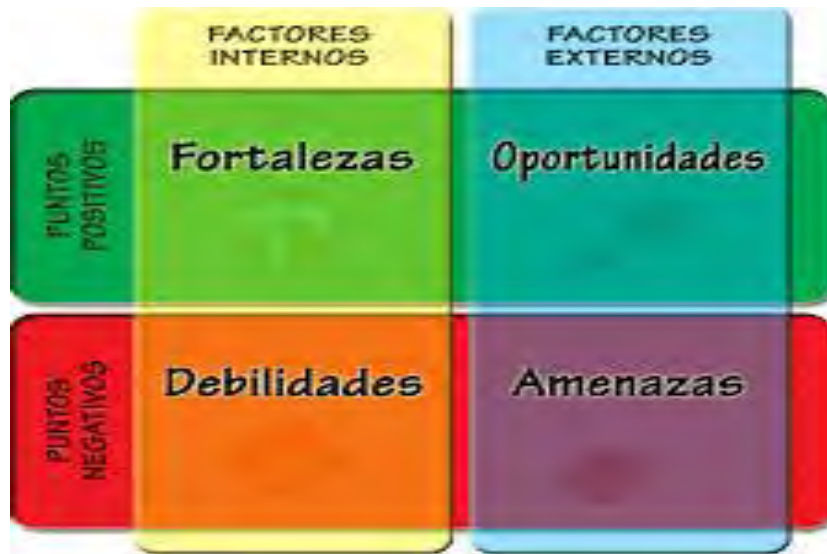 FACTORES
INTERNOS
FACTORES
EXTERNOS
PUNTOS
POSITIVOS
Fortalezas
Oportunidades
PUNTOS
NEGATIVOS
Debilidades
Amenazas